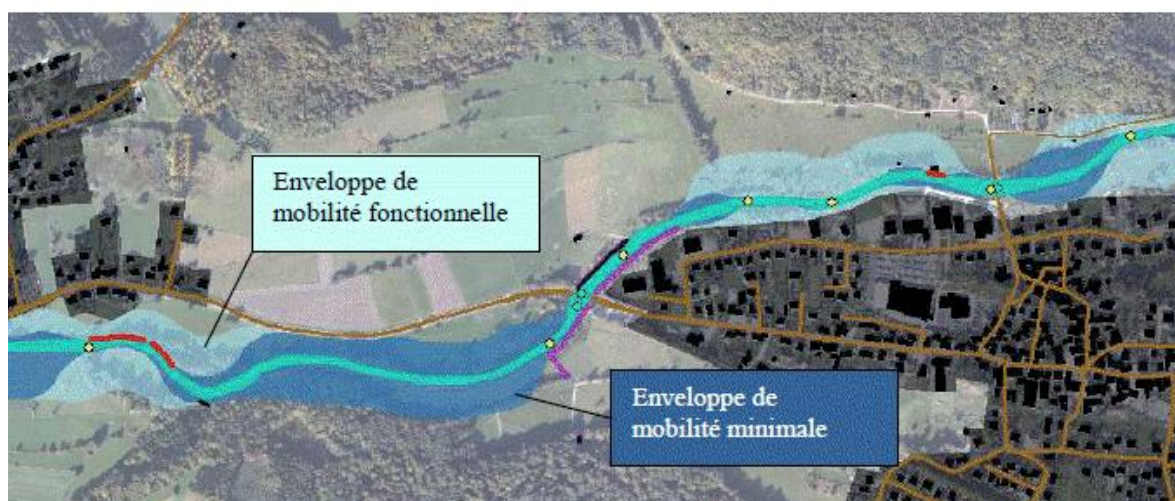 Enveloppe de
mobilité fonctionnelle
Enveloppe de
mobilité minimale